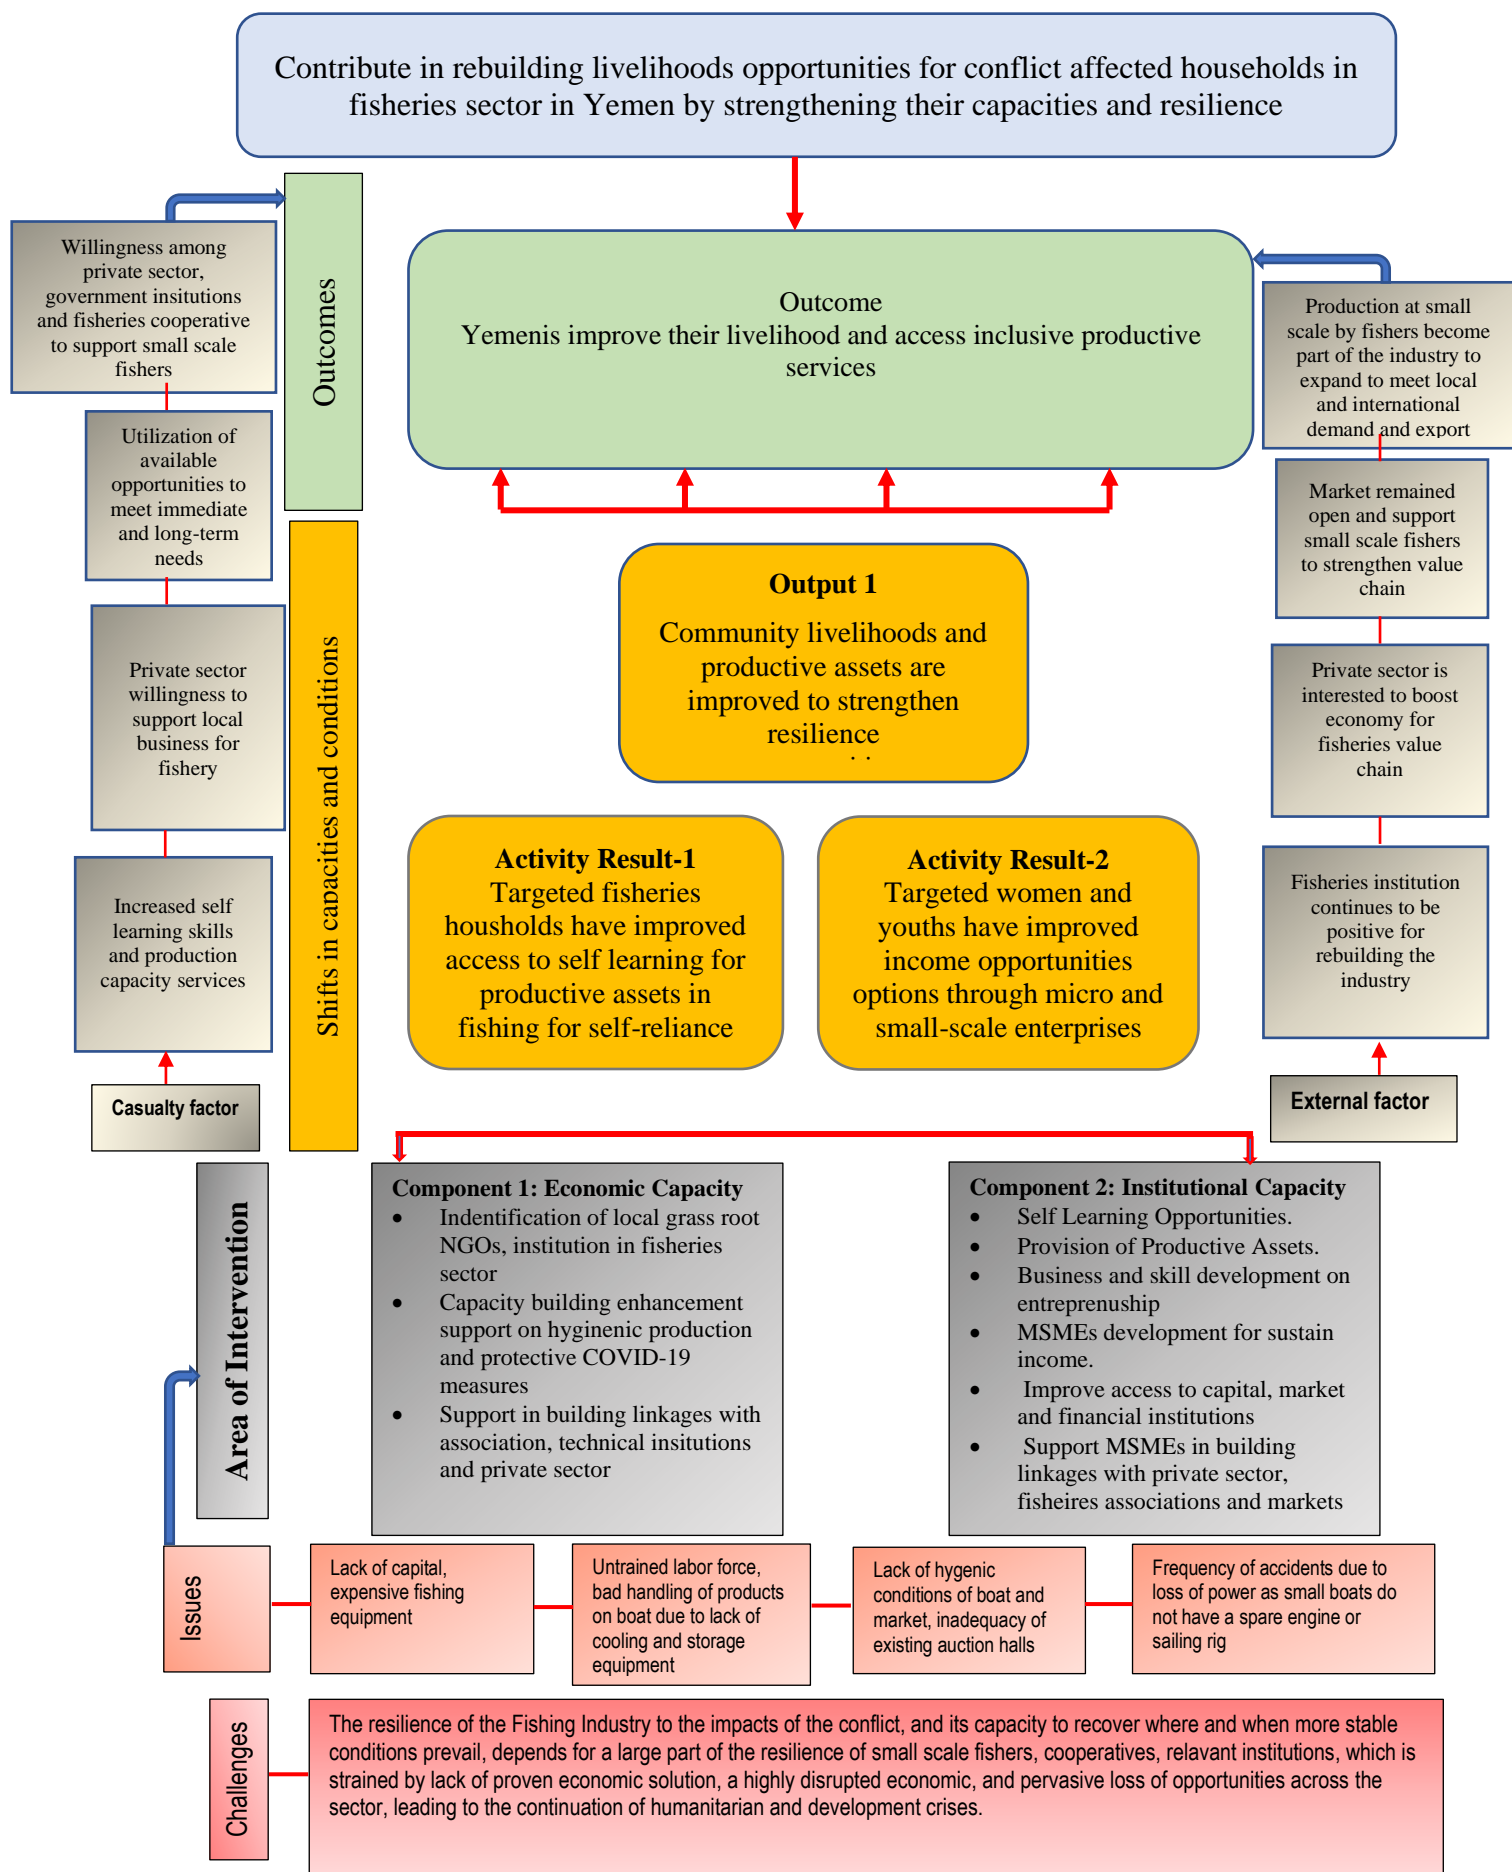 Contribute in rebuilding livelihoods opportunities for conflict affected households in
fisheries sector in Yemen by strengthening their capacities and resilience
Outcomes
Outcome
Yemenis improve their livelihood and access inclusive productive
services
Willingness among
private sector,
government insitutions
and fisheries cooperative
to support small scale
fishers
Utilization of
available
opportunities to
meet immediate
and long-term
needs
Private sector
willingness to
support local
business for
fishery
Increased self
learning skills
and production
capacity services
Casualty factor
Production at small
scale by fishers become
part of the industry to
expand to meet local
and international
demand and export
Market remained
open and support
small scale fishers
to strengthen value
chain
Private sector is
interested to boost
economy for
fisheries value
chain
Fisheries institution
continues to be
positive for
rebuilding the
industry
External factor
Shifts in capacities and conditions
Output 1
Community livelihoods and
productive assets are
improved to strengthen
resilience
Activity Result-1
Targeted fisheries
housholds have improved
access to self learning for
productive assets in
fishing for self-reliance
Activity Result-2
Targeted women and
youths have improved
income opportunities
options through micro and
small-scale enterprises
Area of Intervention
Component 1: Economic Capacity
• Indentification of local grass root
NGOs, institution in fisheries
sector
• Capacity building enhancement
support on hyginenic production
and protective COVID-19
measures
• Support in building linkages with
association, technical insitutions
and private sector
Component 2: Institutional Capacity
• Self Learning Opportunities.
• Provision of Productive Assets.
• Business and skill development on
entreprenuship
• MSMEs development for sustain
income.
• Improve access to capital, market
and financial institutions
• Support MSMEs in building
linkages with private sector,
fisheires associations and markets
Issues
Lack of capital,
expensive fishing
equipment
Untrained labor force,
bad handling of products
on boat due to lack of
cooling and storage
equipment
Lack of hygenic
conditions of boat and
market, inadequacy of
existing auction halls
Frequency of accidents due to
loss of power as small boats do
not have a spare engine or
sailing rig
Challenges
The resilience of the Fishing Industry to the impacts of the conflict, and its capacity to recover where and when more stable
conditions prevail, depends for a large part of the resilience of small scale fishers, cooperatives, relavant institutions, which is
strained by lack of proven economic solution, a highly disrupted economic, and pervasive loss of opportunities across the
sector, leading to the continuation of humanitarian and development crises.